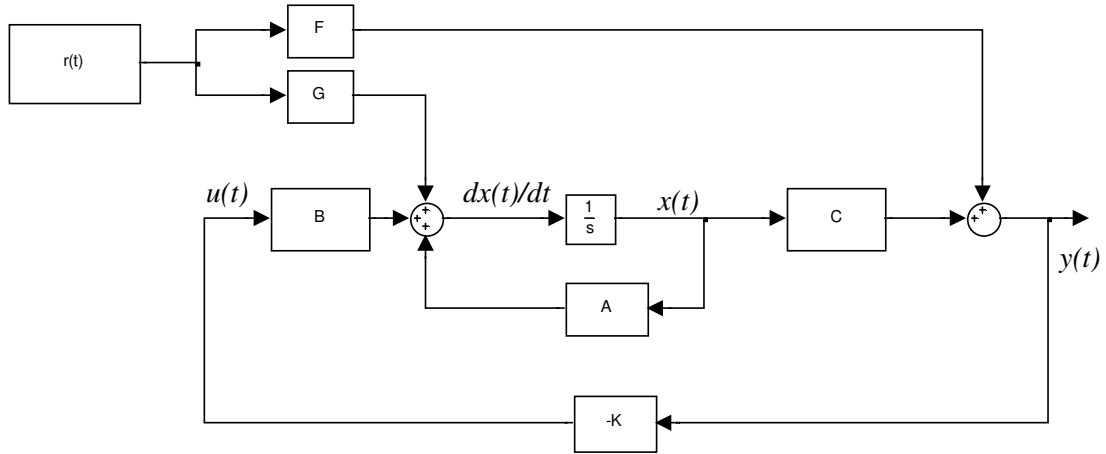 F
r(t)
G
u(t)
B
+
+
+
dx(t)/dt
1
s
x(t)
C
+
+
y(t)
A
-K